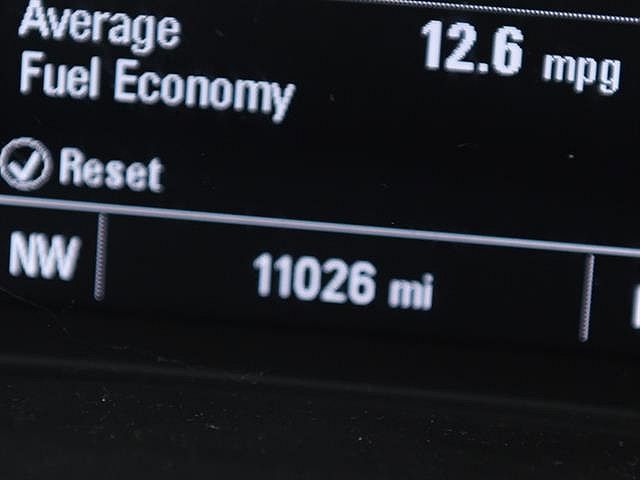 Average
Fuel Economy
12.6 mpg
Reset
NW
11026 mi